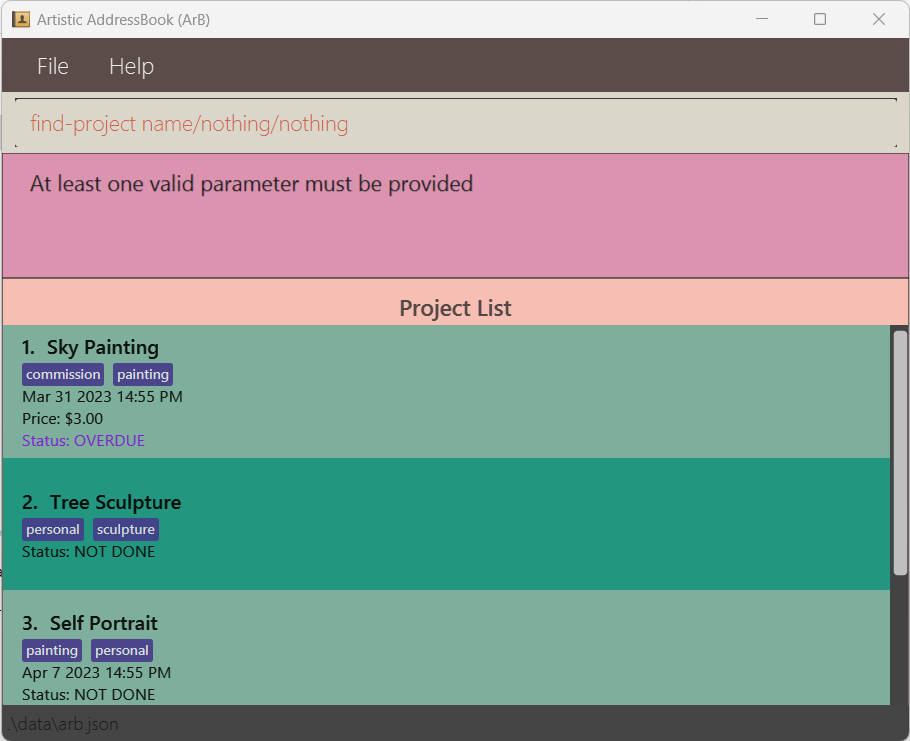 Artistic AddressBook (ArB)
File Help
find-project name/nothing/nothing
At least one valid parameter must be provided
Project List
1. Sky Painting
commission painting
Mar 31 2023 14:55 PM
Price: $3.00
Status: OVERDUE
2. Tree Sculpture
personal sculpture
Status: NOT DONE
3. Self Portrait
painting personal
Apr 7 2023 14:55 PM
Status: NOT DONE
.\data\arb.json